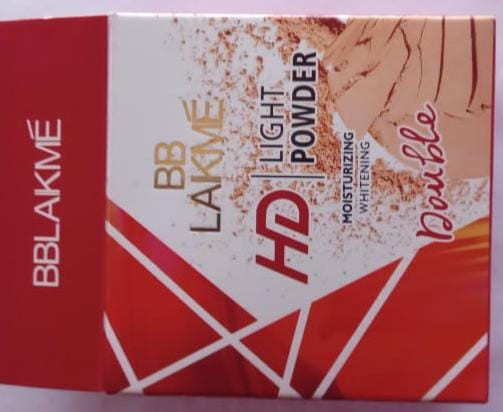 BBLAKMÉ
BB
LAKMÉ
HD
LIGHT
POWDER
MOISTURIZING
WHITENING
Double